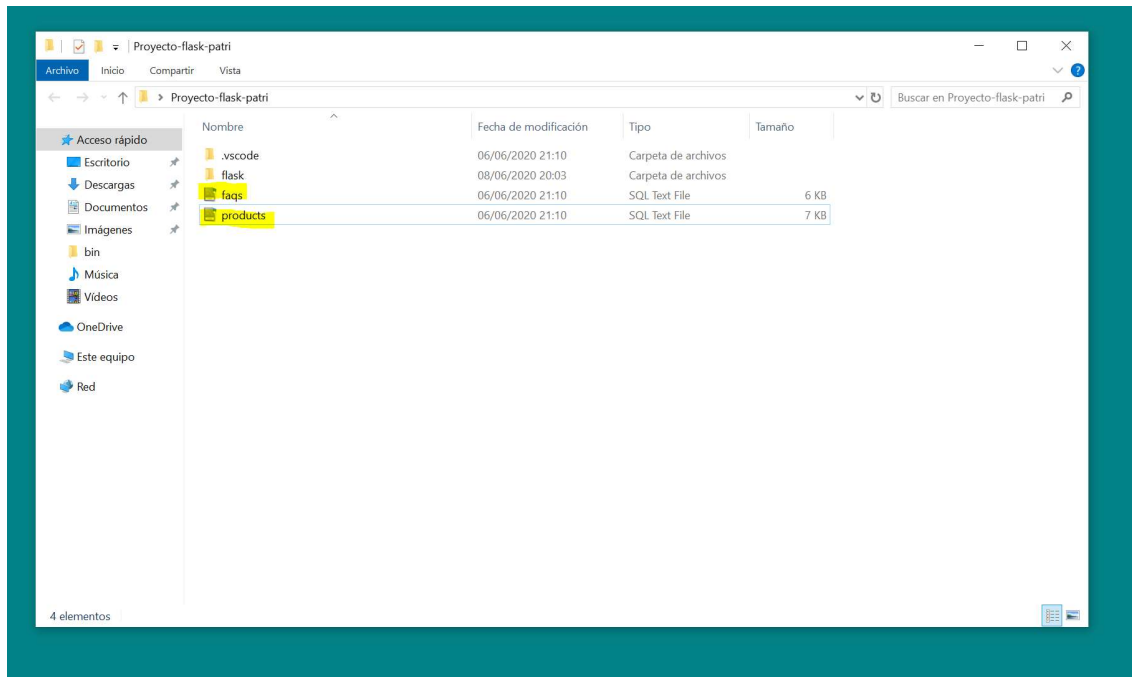 Proyecto-flask-patri
Archivo Inicio Compartir Vista
Proyecto-flask-patri Buscar en Proyecto-flask-patri
Nombre Fecha de modificación Tipo Tamaño
Acceso rápido
Escritorio
Descargas
Documentos
Imágenes
bin
Música
Vídeos
OneDrive
Este equipo
Red
.vscode 06/06/2020 21:10 Carpeta de archivos
flask 08/06/2020 20:03 Carpeta de archivos
faqs 06/06/2020 21:10 SQL Text File 6 KB
products 06/06/2020 21:10 SQL Text File 7 KB
4 elementos